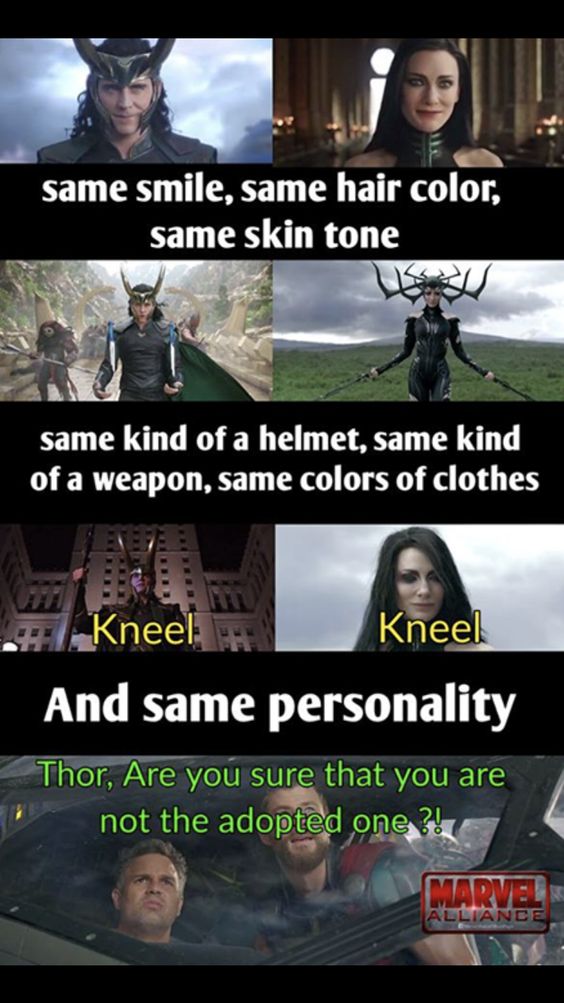 same smile, same hair color,
same skin tone
same kind of a helmet, same kind
of a weapon, same colors of clothes
Kneel
Kneel
And same personality
Thor, Are you sure that you are
not the adopted one ?!
MARVEL
ALLIANCE